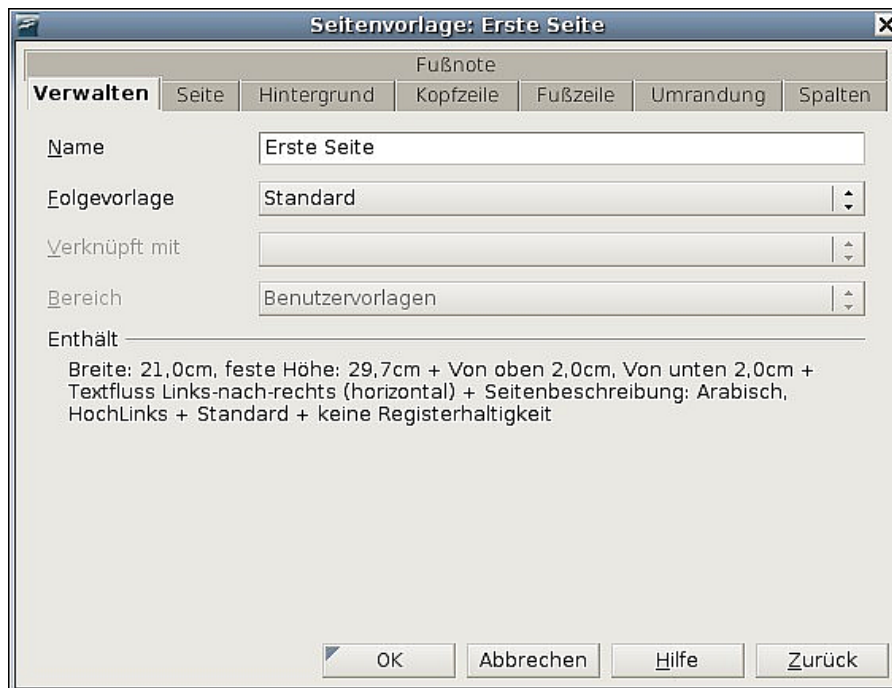 Seitenvorlage: Erste Seite
Fußnote
Verwalten Seite Hintergrund Kopfzeile Fußzeile Umrandung Spalten
Name Erste Seite
Folgevorlage Standard
Verknüpft mit
Bereich Benutzervorlagen
Enthält
Breite: 21,0cm, feste Höhe: 29,7cm + Von oben 2,0cm, Von unten 2,0cm +
Textfluss Links-nach-rechts (horizontal) + Seitenbeschreibung: Arabisch,
HochLinks + Standard + keine Registerhaltigkeit
OK Abbrechen Hilfe Zurück